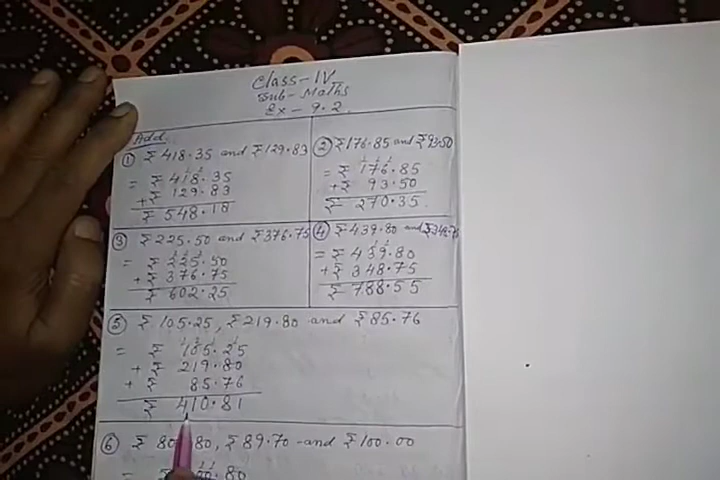 Class-IV
Sub-Maths
Ex-9.2
Add
① ₹418.35 and ₹129.83
= ₹ 418.35
+₹ 129.83
₹ 548.18
② ₹176.85 and ₹93.50
= ₹ 176.85
+₹ 93.50
₹ 270.35
③ ₹225.50 and ₹376.75
= ₹ 225.50
+₹ 376.75
₹ 602.25
④ ₹439.80 and ₹348.75
= ₹ 439.80
+₹ 348.75
₹ 788.55
⑤ ₹105.25, ₹219.80 and ₹85.76
= ₹ 105.25
+ ₹ 219.80
+ ₹ 85.76
₹ 410.81
⑥ ₹ 80, ₹89.70 and ₹100.00
= .80